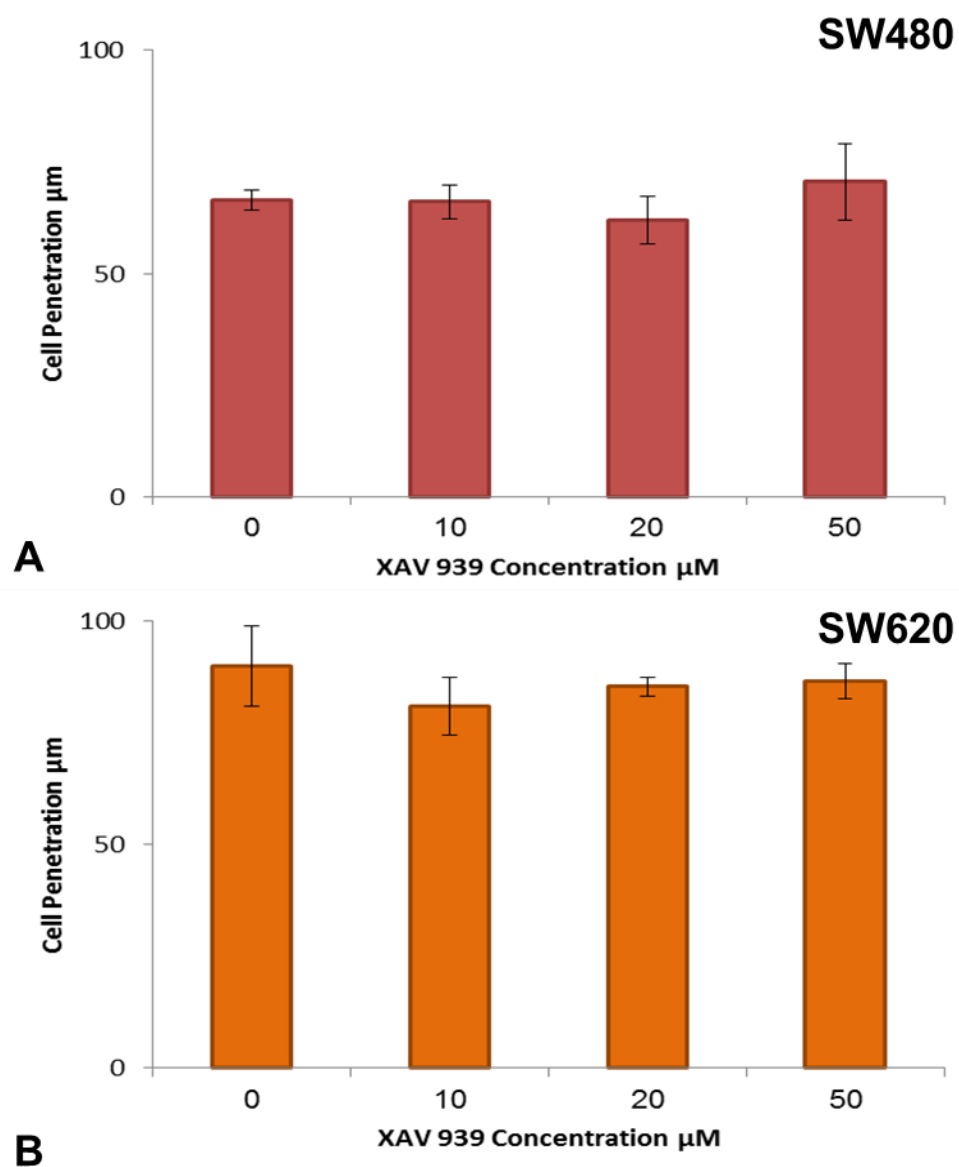 SW480
100
50
0
Cell Penetration µm
0 10 20 50
XAV 939 Concentration µM
A
SW620
100
50
0
Cell Penetration µm
0 10 20 50
XAV 939 Concentration µM
B